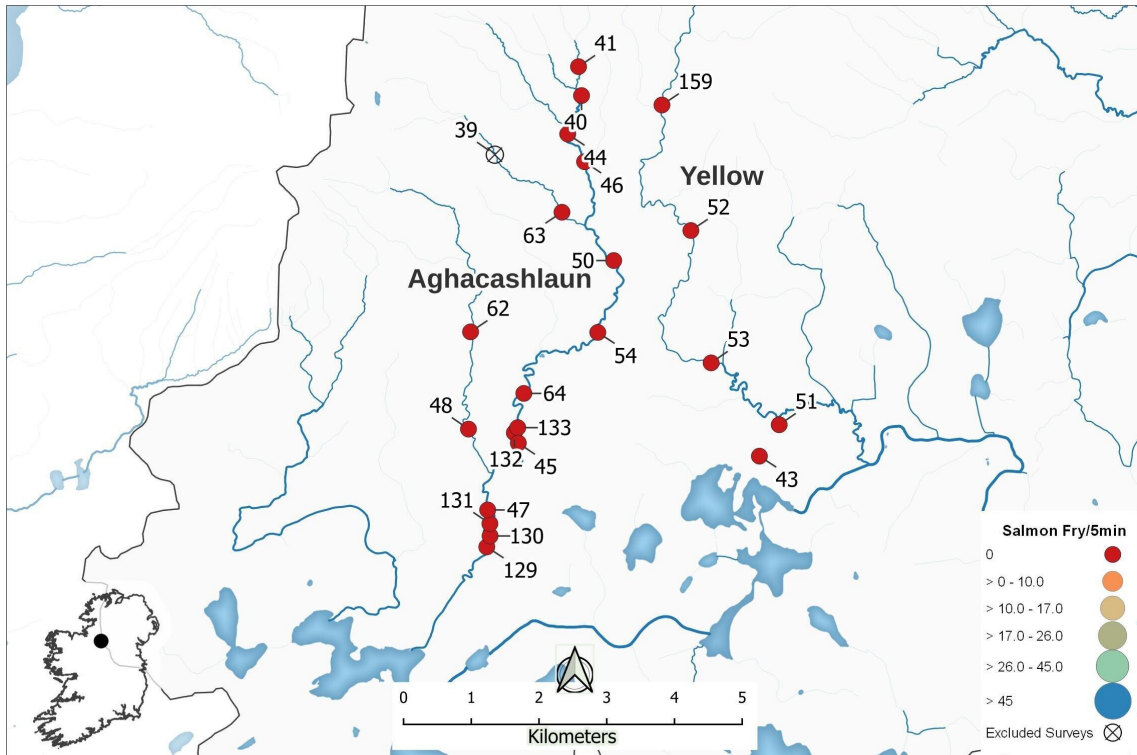 41
159
40
39
44
46
Yellow
52
63
50
Aghacashlaun
62
53
54
64
51
48
133
132
45
43
131
47
130
129
Salmon Fry/5min
0
> 0 - 10.0
> 10.0 - 17.0
> 17.0 - 26.0
> 26.0 - 45.0
> 45
Excluded Surveys
0 1 2 3 4 5
Kilometers